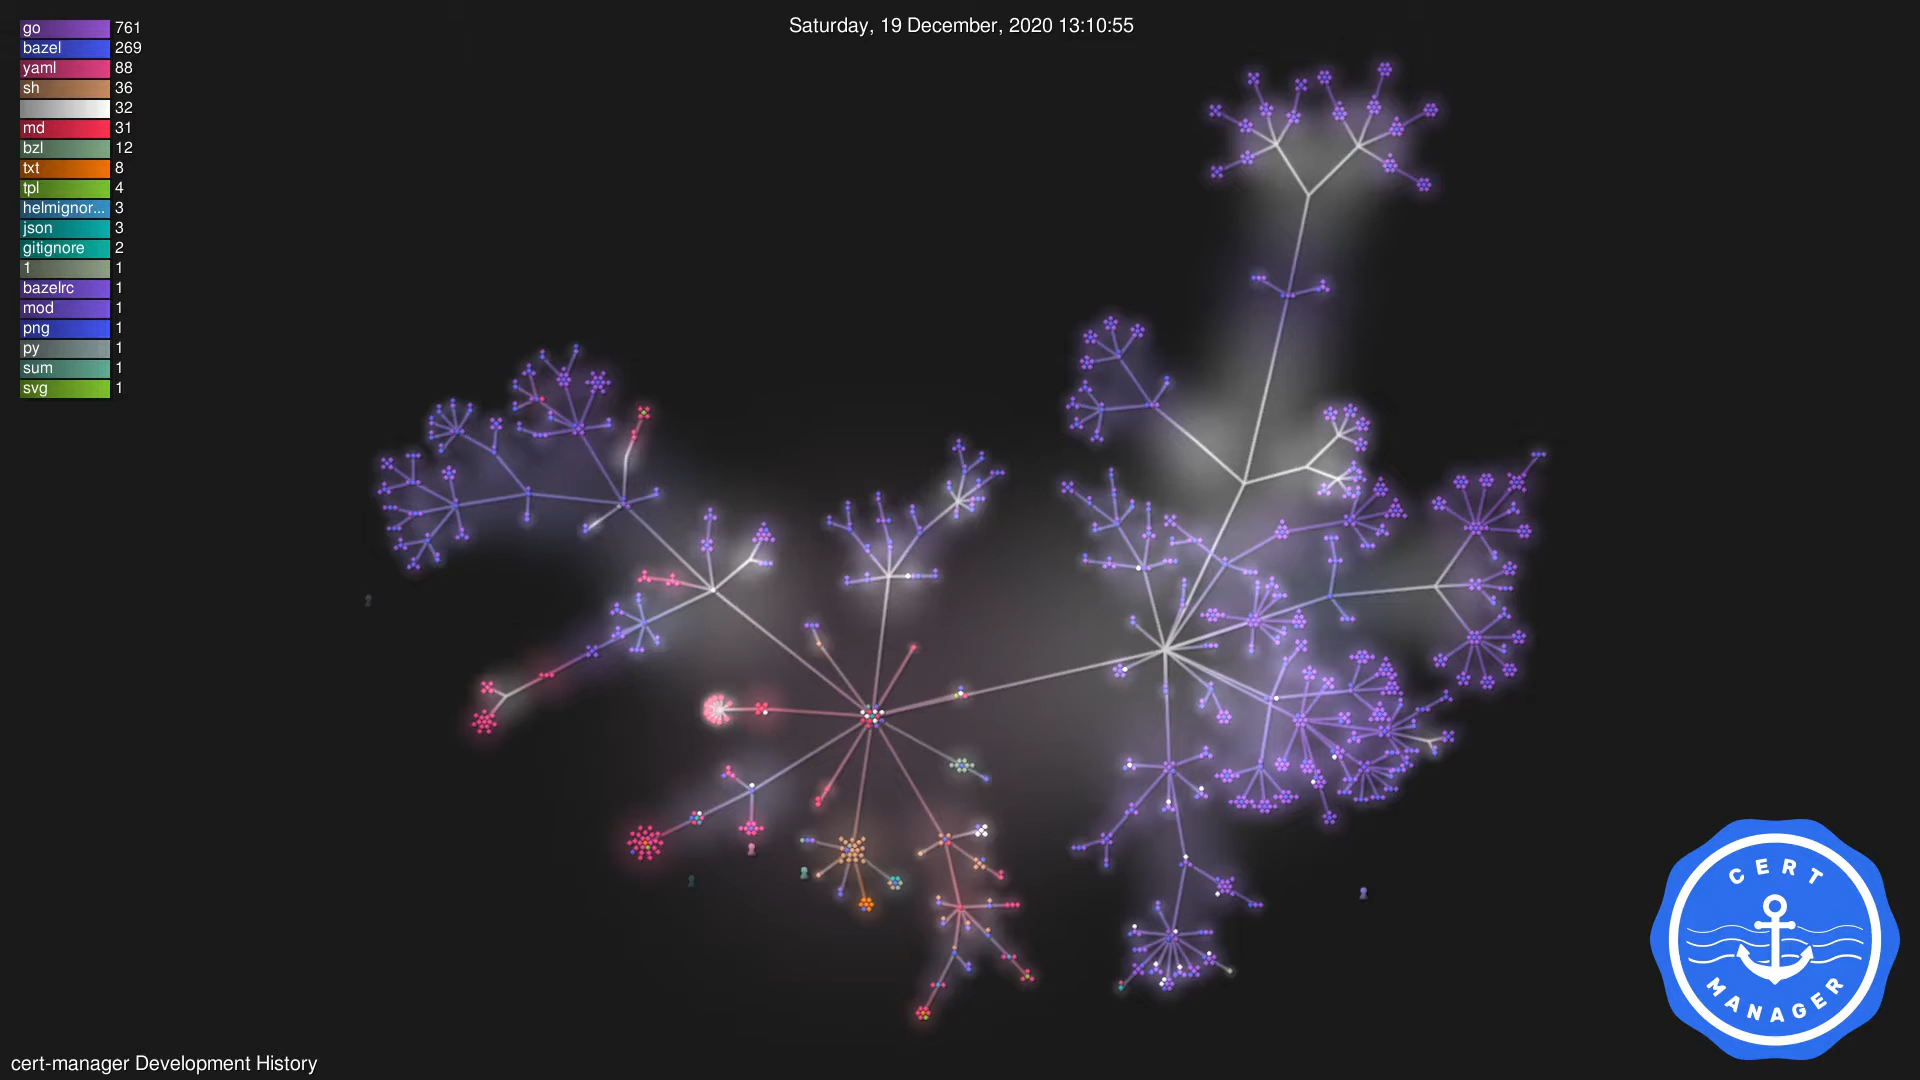 Saturday, 19 December, 2020 13:10:55
go 761
bazel 269
yaml 88
sh 36
32
md 31
bzl 12
txt 8
tpl 4
helmignor... 3
json 3
gitignore 2
1 1
bazelrc 1
mod 1
png 1
py 1
sum 1
svg 1
CERT
MANAGER
cert-manager Development History